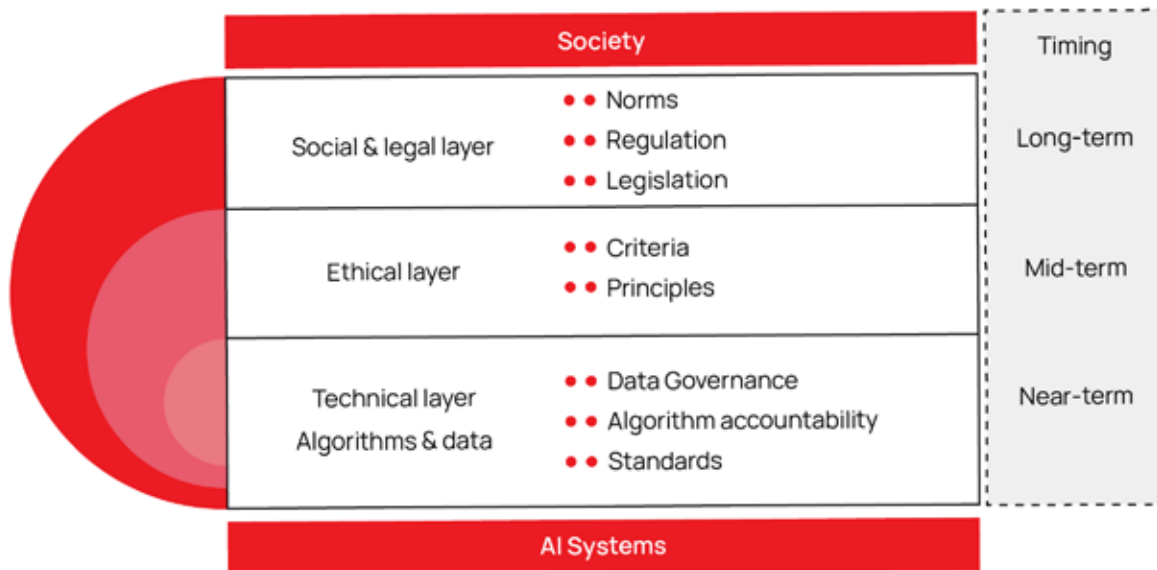 Society
Timing
Social & legal layer
Norms
Regulation
Legislation
Long-term
Ethical layer
Criteria
Principles
Mid-term
Technical layer
Algorithms & data
Data Governance
Algorithm accountability
Standards
Near-term
AI Systems